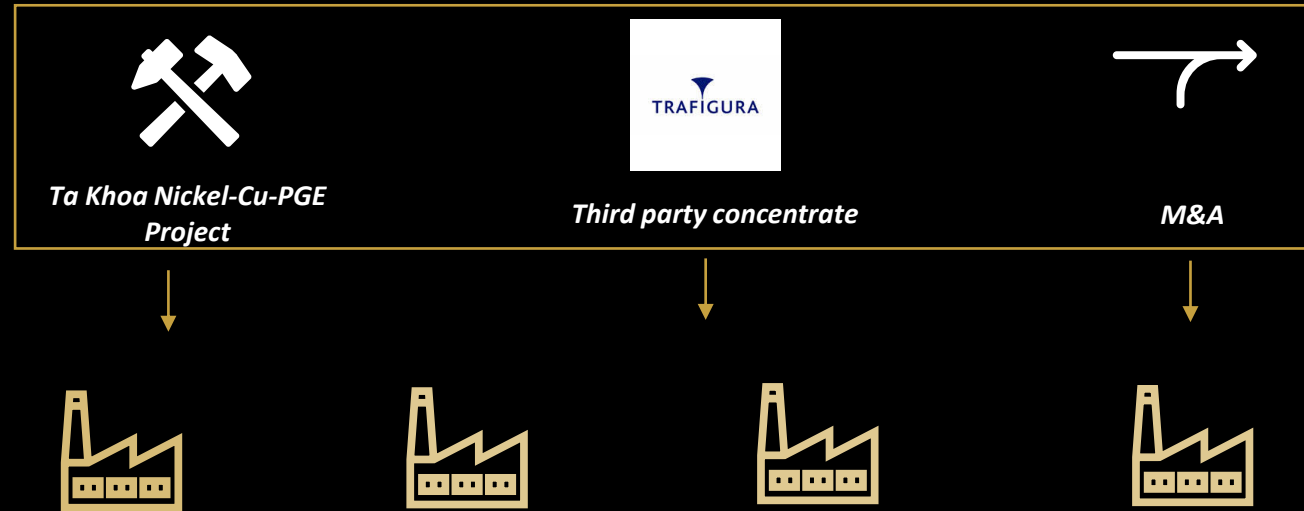 TRAFIGURA
Ta Khoa Nickel-Cu-PGE
Project
Third party concentrate
M&A